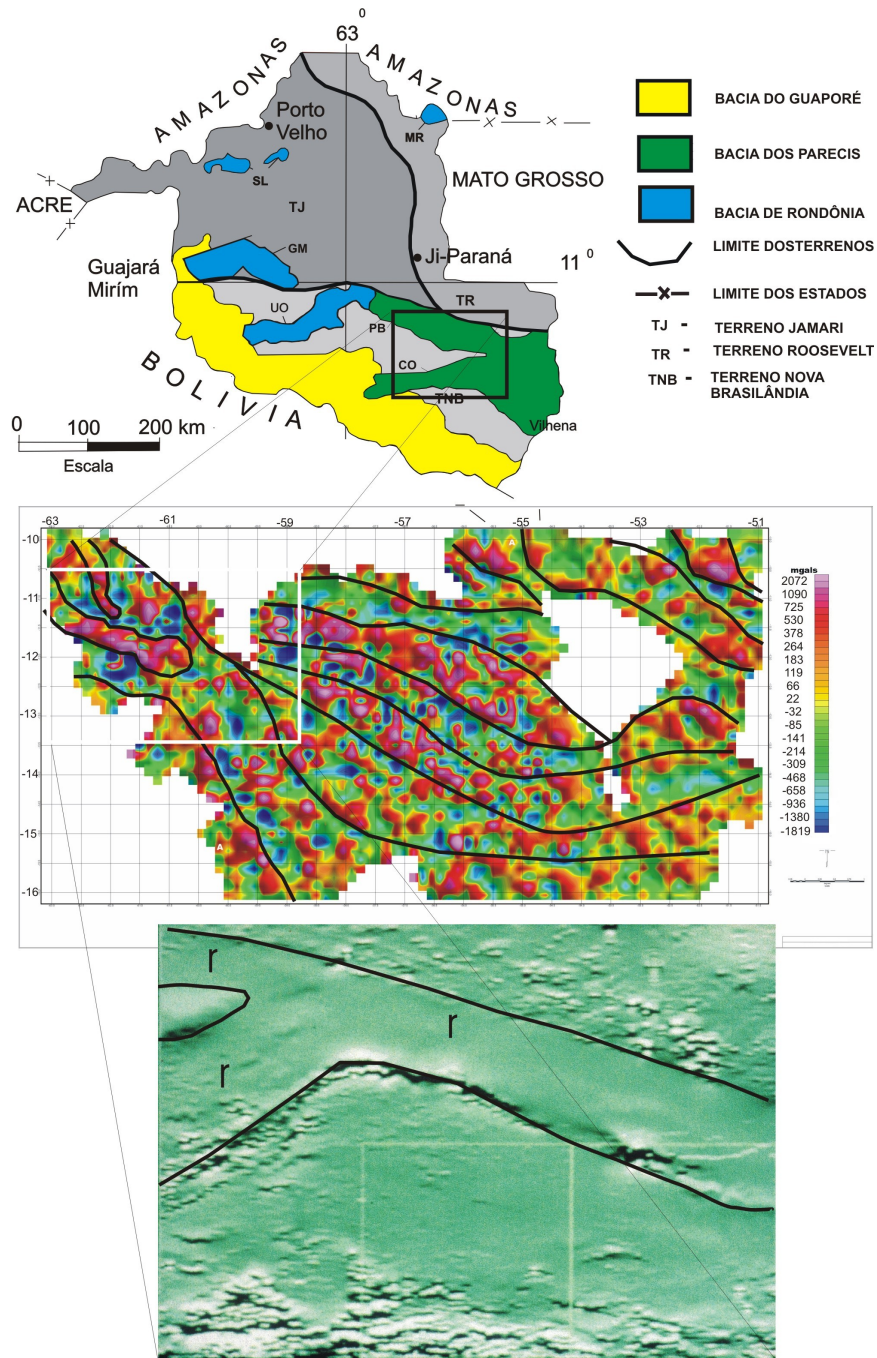 0
63
AMAZONAS
AMAZONAS
Porto
Velho
MR
SL
MATO GROSSO
ACRE
TJ
GM
Ji-Paraná
11 0
Guajará
Mirím
UO
TR
PB
CO
BOLIVIA
TNB
Vilhena
0 100 200 km
Escala
BACIA DO GUAPORÉ
BACIA DOS PARECIS
BACIA DE RONDÔNIA
LIMITE DOSTERRENOS
LIMITE DOS ESTADOS
TJ - TERRENO JAMARI
TR - TERRENO ROOSEVELT
TNB - TERRENO NOVA
BRASILÂNDIA
-63 -61 -59 -57 -55 -53 -51
-10
-11
-12
-13
-14
-15
-16
A'
A
mgals
2072
1090
725
530
378
264
183
119
66
22
-32
-85
-141
-214
-309
-468
-658
-936
-1380
-1819
r
r
r